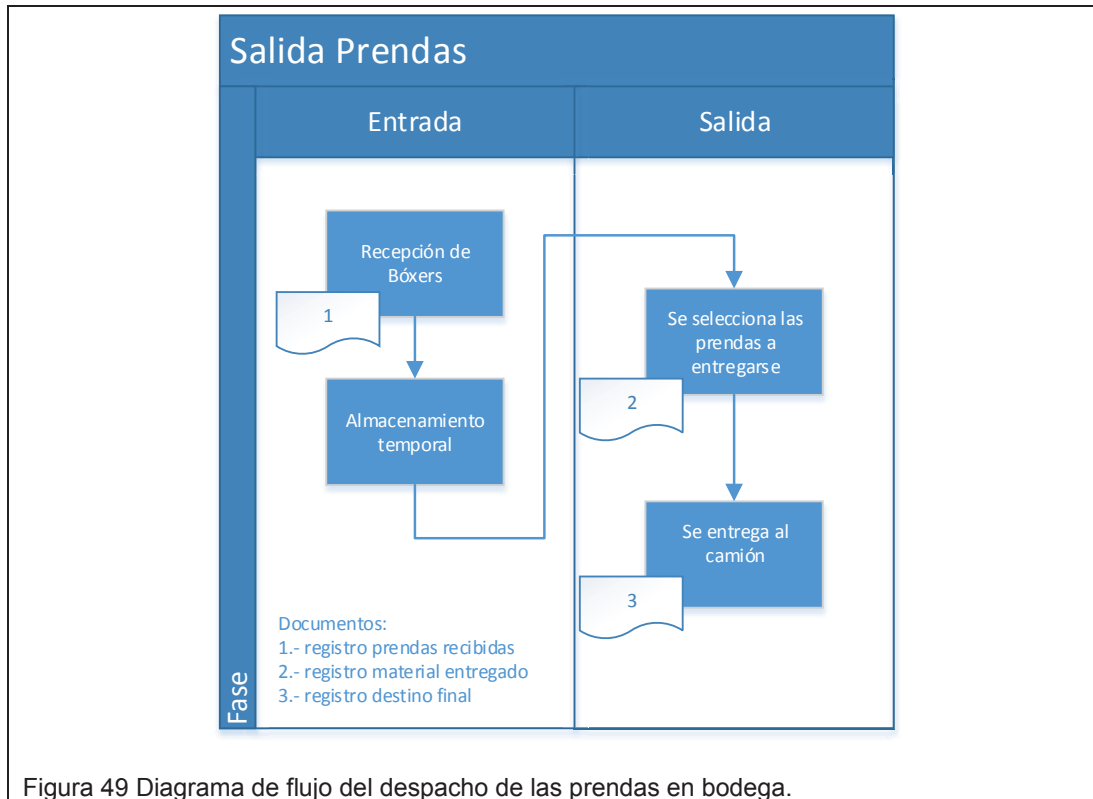 Salida Prendas
Entrada
Salida
Fase
Recepción de
Bóxers
1
Almacenamiento
temporal
Se selecciona las
prendas a
entregarse
2
Se entrega al
camión
3
Documentos:
1.- registro prendas recibidas
2.- registro material entregado
3.- registro destino final
Figura 49 Diagrama de flujo del despacho de las prendas en bodega.